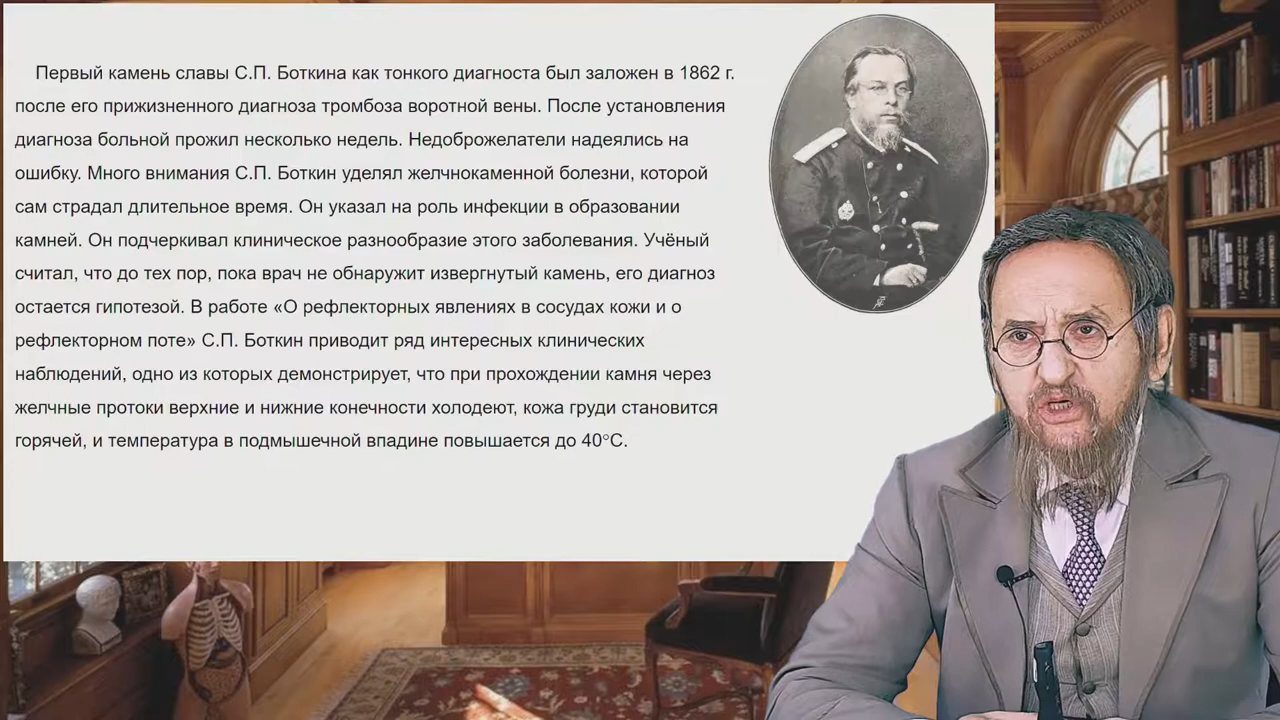 Первый камень славы С.П. Боткина как тонкого диагноста был заложен в 1862 г.
после его прижизненного диагноза тромбоза воротной вены. После установления
диагноза больной прожил несколько недель. Недоброжелатели надеялись на
ошибку. Много внимания С.П. Боткин уделял желчнокаменной болезни, которой
сам страдал длительное время. Он указал на роль инфекции в образовании
камней. Он подчеркивал клиническое разнообразие этого заболевания. Учёный
считал, что до тех пор, пока врач не обнаружит извергнутый камень, его диагноз
остается гипотезой. В работе «О рефлекторных явлениях в сосудах кожи и о
рефлекторном поте» С.П. Боткин приводит ряд интересных клинических
наблюдений, одно из которых демонстрирует, что при прохождении камня через
желчные протоки верхние и нижние конечности холодеют, кожа груди становится
горячей, и температура в подмышечной впадине повышается до 40°С.